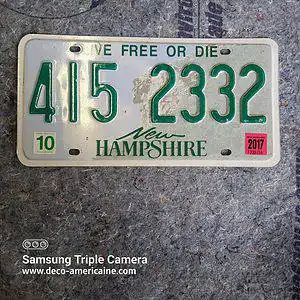 VE FREE OR DIE
415 2332
10
2017
New
HAMPSHIRE
Samsung Triple Camera
www.deco-americaine.com